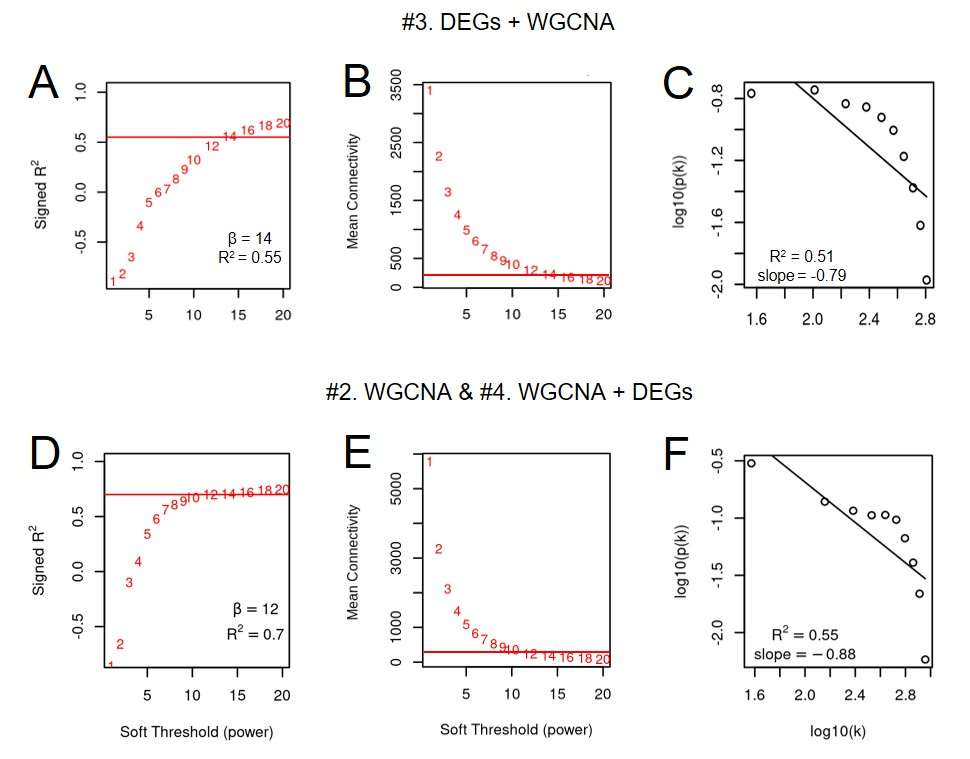 #3. DEGs + WGCNA
A
Signed R²
1.0
0.5
0.0
-0.5
1 2 3 4 5 6 7 8 9 10 12 14 16 18 20
β = 14
R² = 0.55
5 10 15 20
B
Mean Connectivity
3500
2500
1500
500
0
1 2 3 4 5 6 7 8 9 10 12 14 16 18 20
5 10 15 20
C
log10(p(k))
-0.8
-1.2
-1.6
-2.0
R² = 0.51
slope = -0.79
1.6 2.0 2.4 2.8
#2. WGCNA & #4. WGCNA + DEGs
D
Signed R²
1.0
0.5
0.0
-0.5
1 2 3 4 5 6 7 8 9 10 12 14 16 18 20
β = 12
R² = 0.7
5 10 15 20
Soft Threshold (power)
E
Mean Connectivity
5000
3000
1000
0
1 2 3 4 5 6 7 8 9 10 12 14 16 18 20
5 10 15 20
Soft Threshold (power)
F
log10(p(k))
-0.5
-1.0
-1.5
-2.0
R² = 0.55
slope = −0.88
1.6 2.0 2.4 2.8
log10(k)